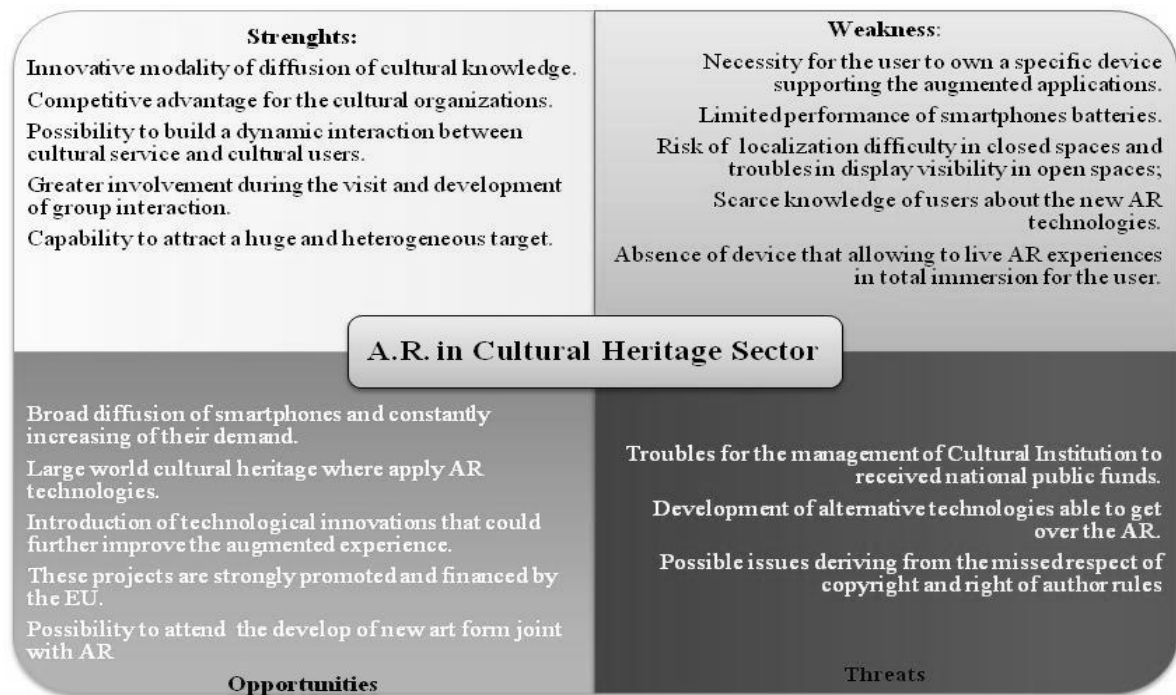 Strenghts:
Innovative modality of diffusion of cultural knowledge.
Competitive advantage for the cultural organizations.
Possibility to build a dynamic interaction between
cultural service and cultural users.
Greater involvement during the visit and development
of group interaction.
Capability to attract a huge and heterogeneous target.
Weakness:
Necessity for the user to own a specific device
supporting the augmented applications.
Limited performance of smartphones batteries.
Risk of localization difficulty in closed spaces and
troubles in display visibility in open spaces;
Scarce knowledge of users about the new AR
technologies.
Absence of device that allowing to live AR experiences
in total immersion for the user.
A.R. in Cultural Heritage Sector
Broad diffusion of smartphones and constantly
increasing of their demand.
Large world cultural heritage where apply AR
technologies.
Introduction of technological innovations that could
further improve the augmented experience.
These projects are strongly promoted and financed by
the EU.
Possibility to attend the develop of new art form joint
with AR
Opportunities
Troubles for the management of Cultural Institution to
received national public funds.
Development of alternative technologies able to get
over the AR.
Possible issues deriving from the missed respect of
copyright and right of author rules
Threats